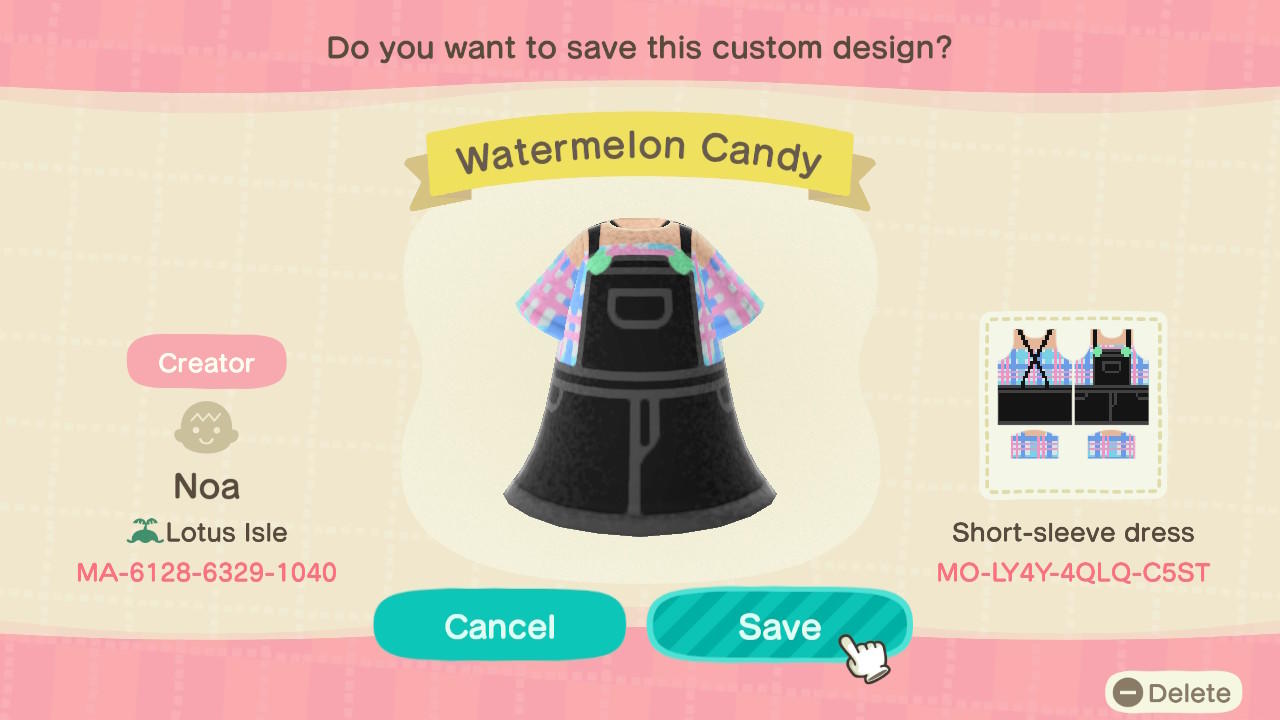 Do you want to save this custom design?
Watermelon Candy
Creator
Noa
Lotus Isle
MA-6128-6329-1040
Short-sleeve dress
MO-LY4Y-4QLQ-C5ST
Cancel
Save
Delete